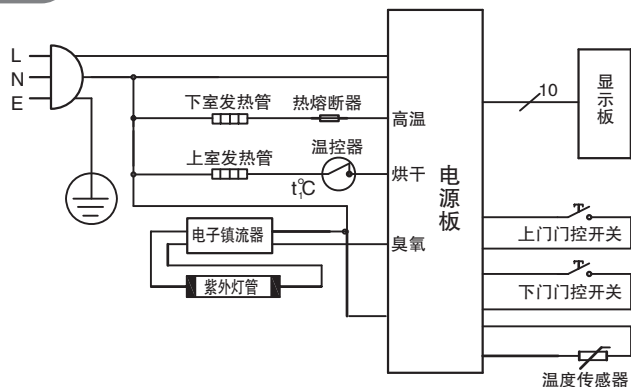 L
N
E
下室发热管
热熔断器
高温
上室发热管
温控器
t₁℃
烘干
电子镇流器
臭氧
紫外灯管
电源板
10
显示板
上门门控开关
下门门控开关
温度传感器